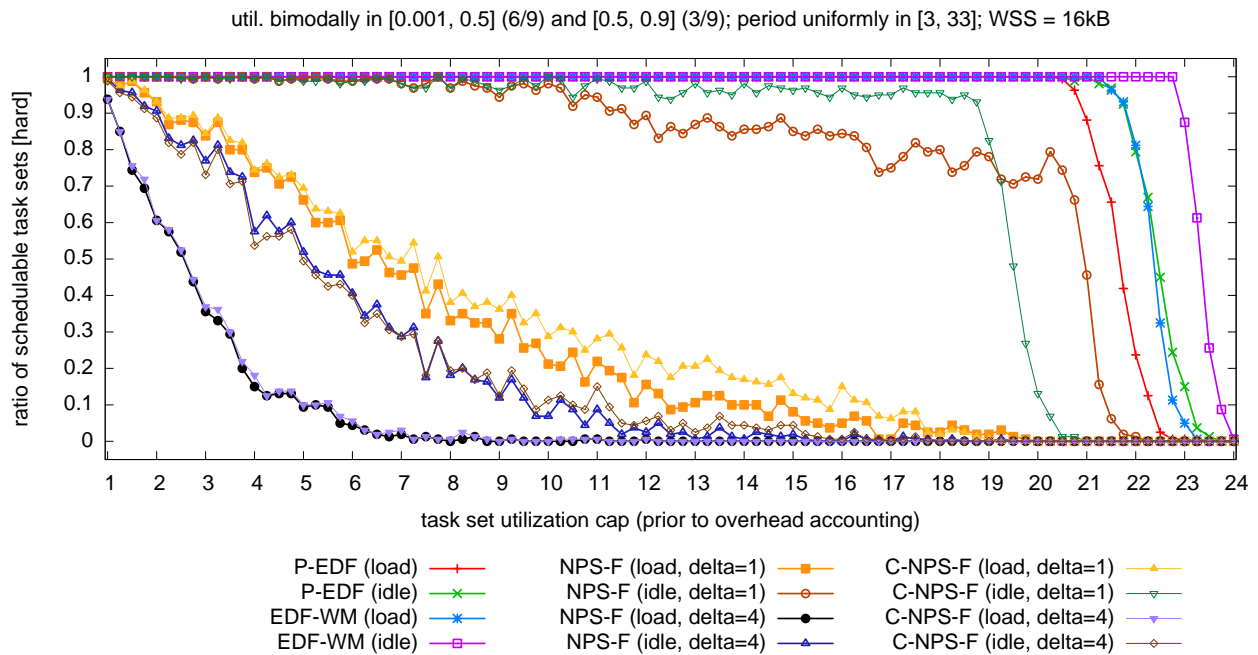 util. bimodally in [0.001, 0.5] (6/9) and [0.5, 0.9] (3/9); period uniformly in [3, 33]; WSS = 16kB
ratio of schedulable task sets [hard]
1
0.9
0.8
0.7
0.6
0.5
0.4
0.3
0.2
0.1
0
1 2 3 4 5 6 7 8 9 10 11 12 13 14 15 16 17 18 19 20 21 22 23 24
task set utilization cap (prior to overhead accounting)
P-EDF (load)
P-EDF (idle)
EDF-WM (load)
EDF-WM (idle)
NPS-F (load, delta=1)
NPS-F (idle, delta=1)
NPS-F (load, delta=4)
NPS-F (idle, delta=4)
C-NPS-F (load, delta=1)
C-NPS-F (idle, delta=1)
C-NPS-F (load, delta=4)
C-NPS-F (idle, delta=4)